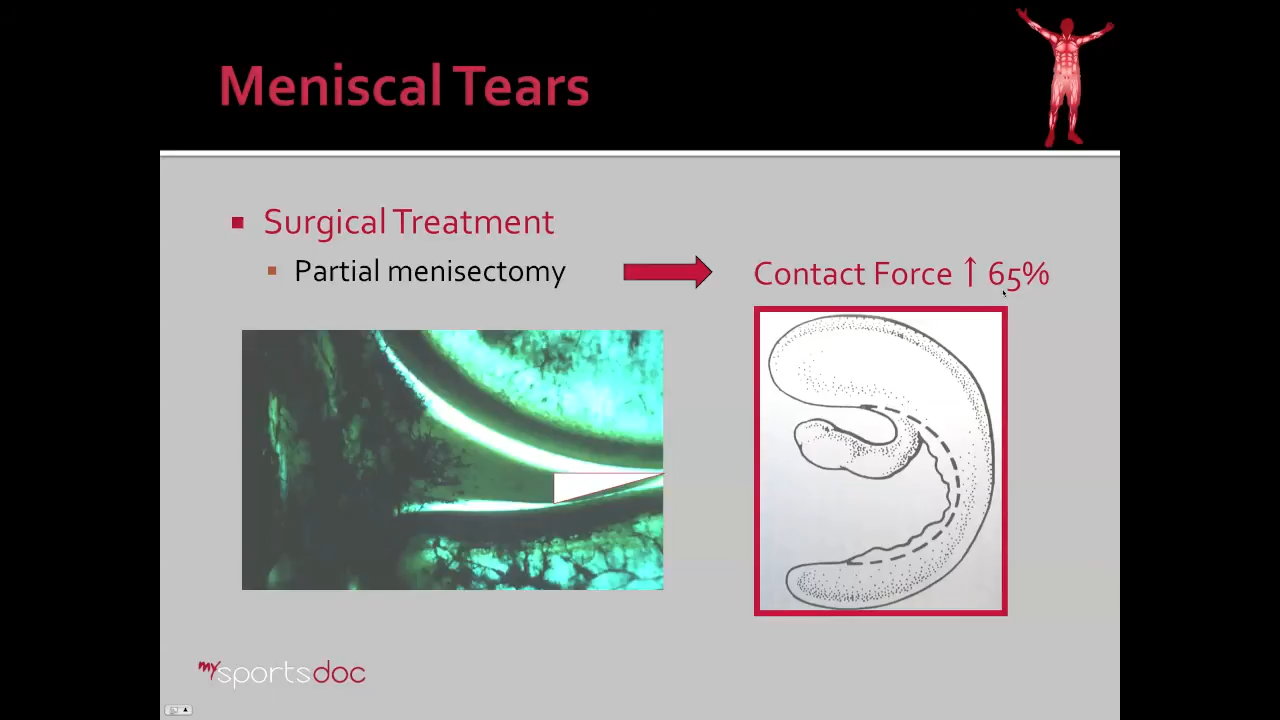 Meniscal Tears
Surgical Treatment
Partial menisectomy
Contact Force ↑ 65%
mysportsdoc